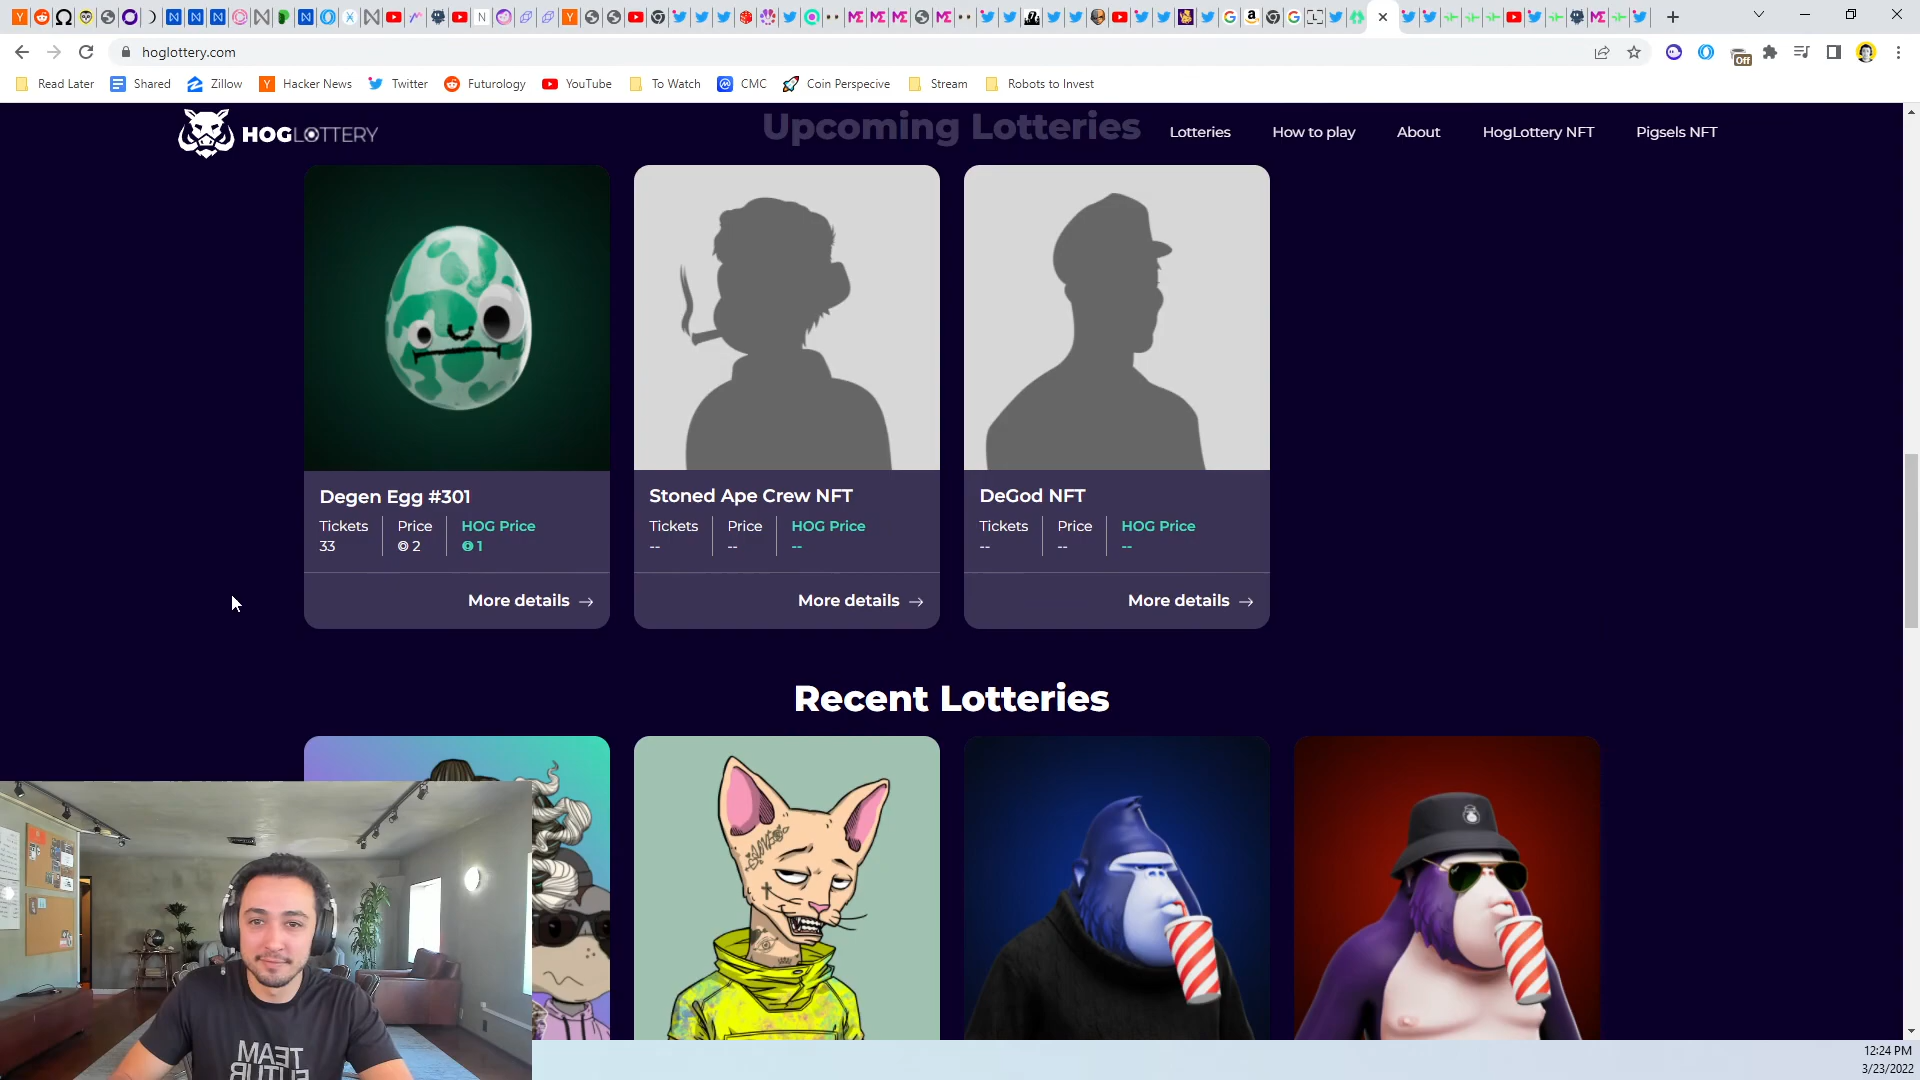 hoglottery.com
Read Later
Shared
Zillow
Hacker News
Twitter
Futurology
YouTube
To Watch
CMC
Coin Perspecive
Stream
Robots to Invest
Off
HOGLOTTERY
Upcoming Lotteries
Lotteries
How to play
About
HogLottery NFT
Pigsels NFT
Degen Egg #301
Tickets
Price
HOG Price
33
2
1
More details →
Stoned Ape Crew NFT
Tickets
Price
HOG Price
--
--
--
More details →
DeGod NFT
Tickets
Price
HOG Price
--
--
--
More details →
Recent Lotteries
TEAM
12:24 PM
3/23/2022